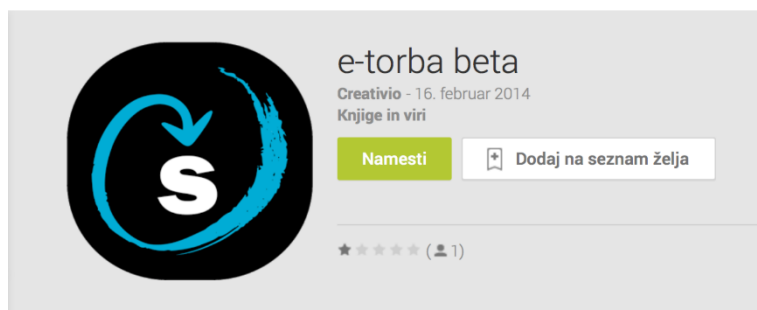 s
e-torba beta
Creativio - 16. februar 2014
Knjige in viri
Namesti
Dodaj na seznam želja
(1)